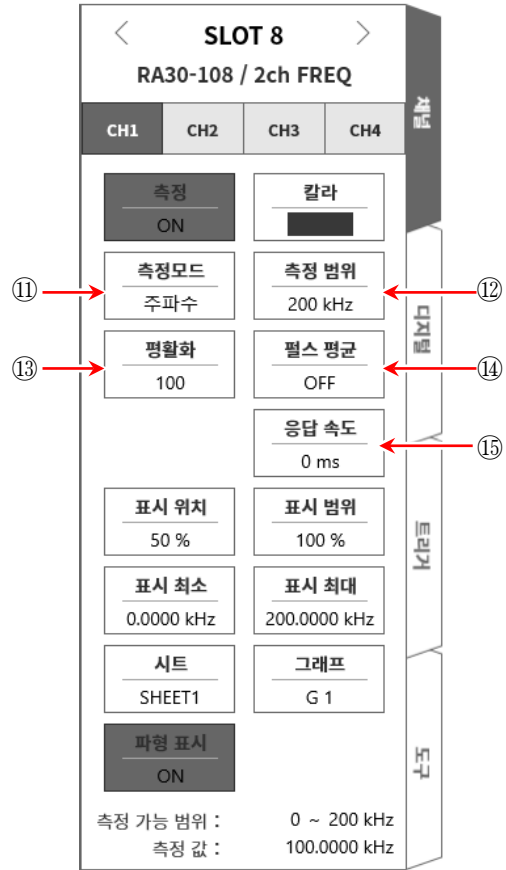 < SLOT 8 >
RA30-108 / 2ch FREQ
CH1 CH2 CH3 CH4
채널
측정 칼라
ON
⑪ 측정모드 측정 범위 ⑫
주파수 200 kHz
디지털
⑬ 평활화 펄스 평균 ⑭
100 OFF
응답 속도 ⑮
0 ms
트리거
표시 위치 표시 범위
50 % 100 %
표시 최소 표시 최대
0.0000 kHz 200.0000 kHz
시트 그래프
SHEET1 G 1
도구
파형 표시
ON
측정 가능 범위 : 0 ~ 200 kHz
측정 값 : 100.0000 kHz